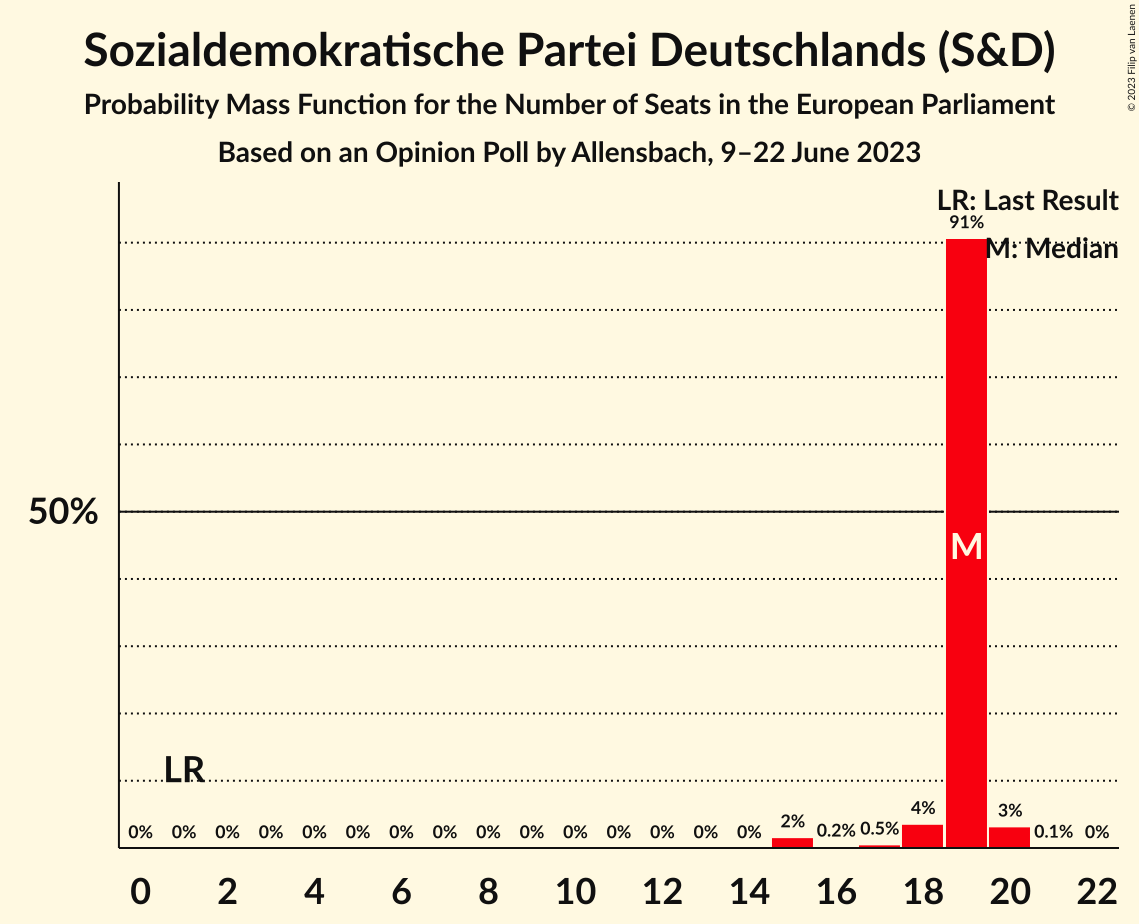 Sozialdemokratische Partei Deutschlands (S&D)
Probability Mass Function for the Number of Seats in the European Parliament
Based on an Opinion Poll by Allensbach, 9–22 June 2023
© 2023 Filip van Laenen
LR: Last Result
91%
M: Median
50%
M
LR
0% 0% 0% 0% 0% 0% 0% 0% 0% 0% 0% 0% 0% 0% 0% 2% 0.2% 0.5% 4% 3% 0.1% 0%
0 2 4 6 8 10 12 14 16 18 20 22